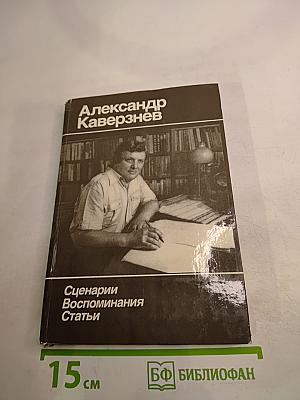 Александр
Каверзнев
Сценарии
Воспоминания
Статьи
15 см
БФ БИБЛИОФАН